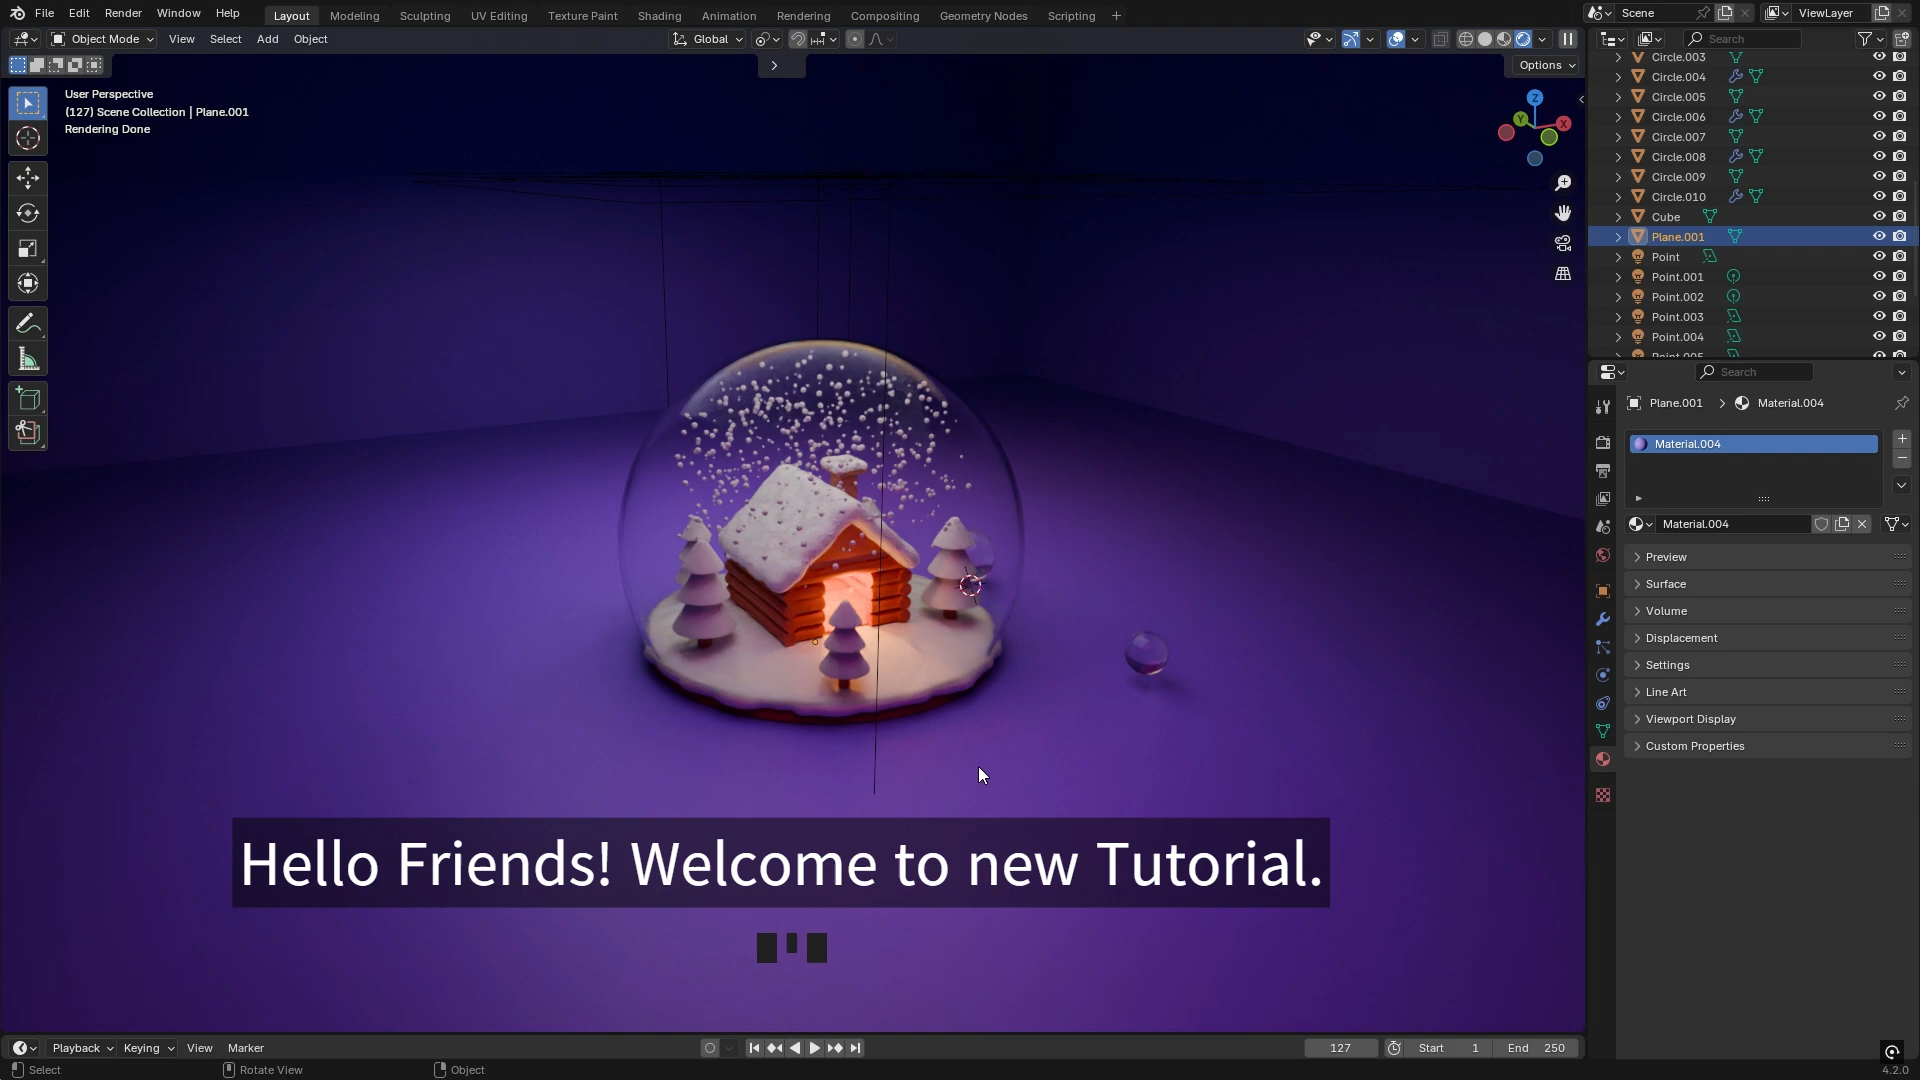 File Edit Render Window Help Layout Modeling Sculpting UV Editing Texture Paint Shading Animation Rendering Compositing Geometry Nodes Scripting + Scene ViewLayer
Object Mode View Select Add Object Global Search
Options
User Perspective
(127) Scene Collection | Plane.001
Rendering Done
Z
Y
X
Circle.003
Circle.004
Circle.005
Circle.006
Circle.007
Circle.008
Circle.009
Circle.010
Cube
Plane.001
Point
Point.001
Point.002
Point.003
Point.004
Point.005
Search
Plane.001 > Material.004
Material.004
Material.004
Preview
Surface
Volume
Displacement
Settings
Line Art
Viewport Display
Custom Properties
Hello Friends! Welcome to new Tutorial.
Playback Keying View Marker 127 Start 1 End 250
Select Rotate View Object 4.2.0